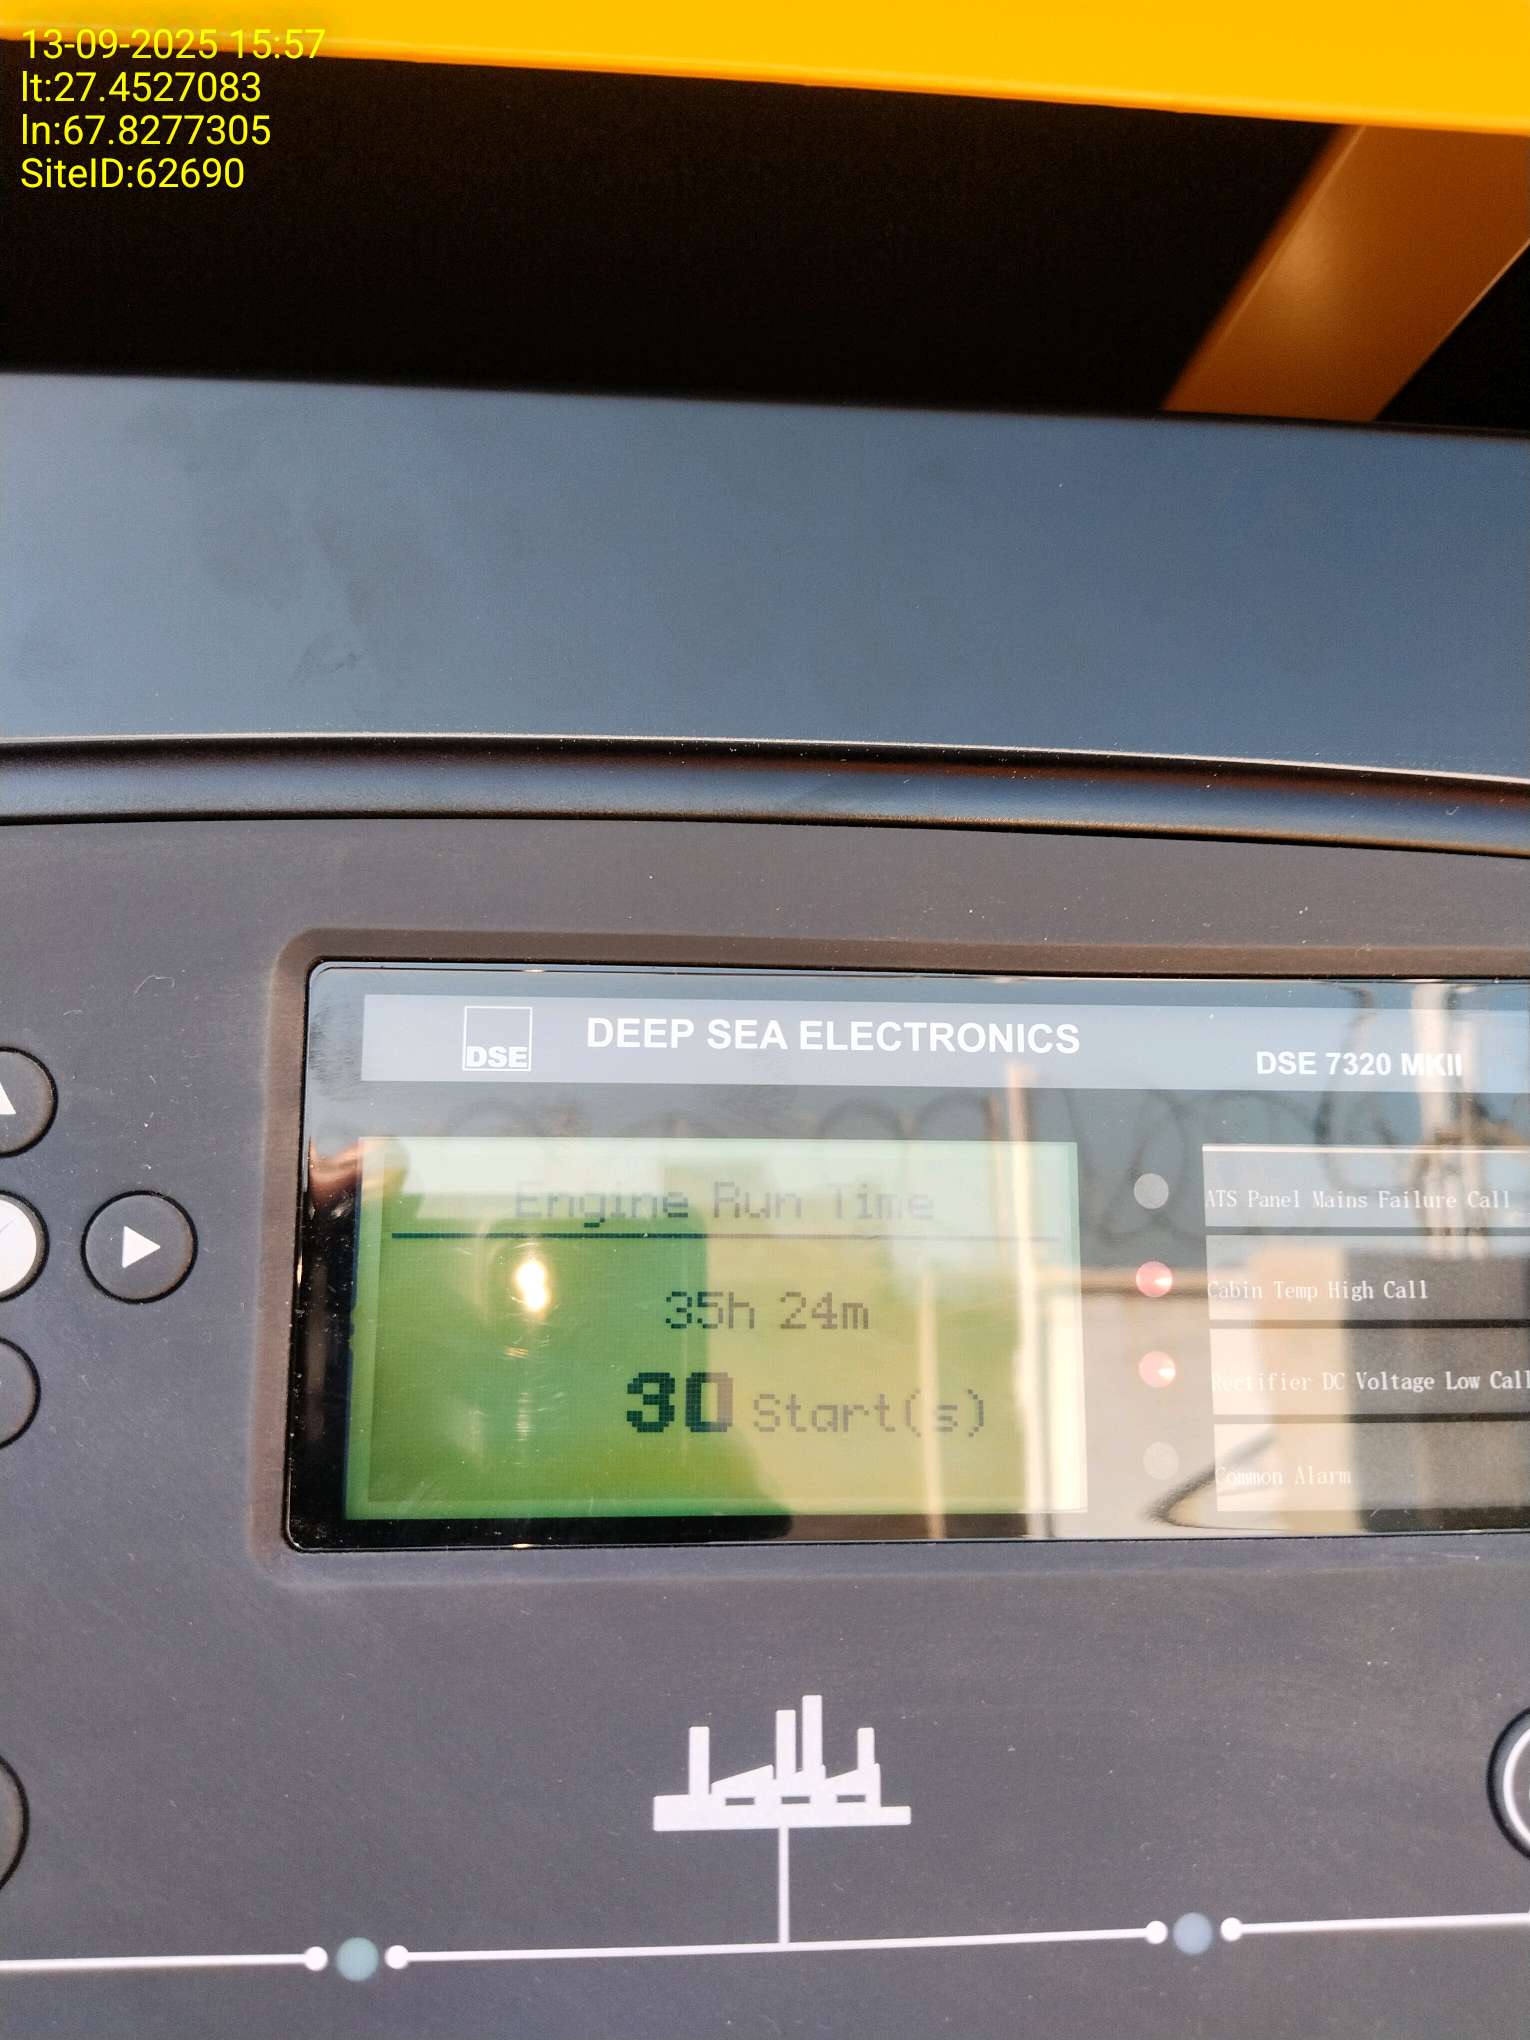 13-09-2025 15:57
lt:27.4527083
ln:67.8277305
SiteID:62690
DSE
DEEP SEA ELECTRONICS
DSE 7320 MKII
Engine Run Time
35h 24m
30 Start(s)
ATS Panel Mains Failure Call
Cabin Temp High Call
Rectifier DC Voltage Low Call
Common Alarm